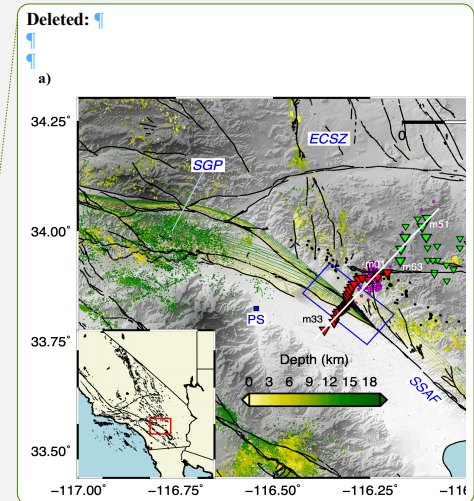 Deleted: ¶
¶
¶
a)
34.25°
ECSZ
0
SGP
m51
34.00°
m41
m63
m33
PS
33.75°
Depth (km)
0 3 6 9 12 15 18
SSAF
33.50°
−117.00° −116.75° −116.50° −116.25°